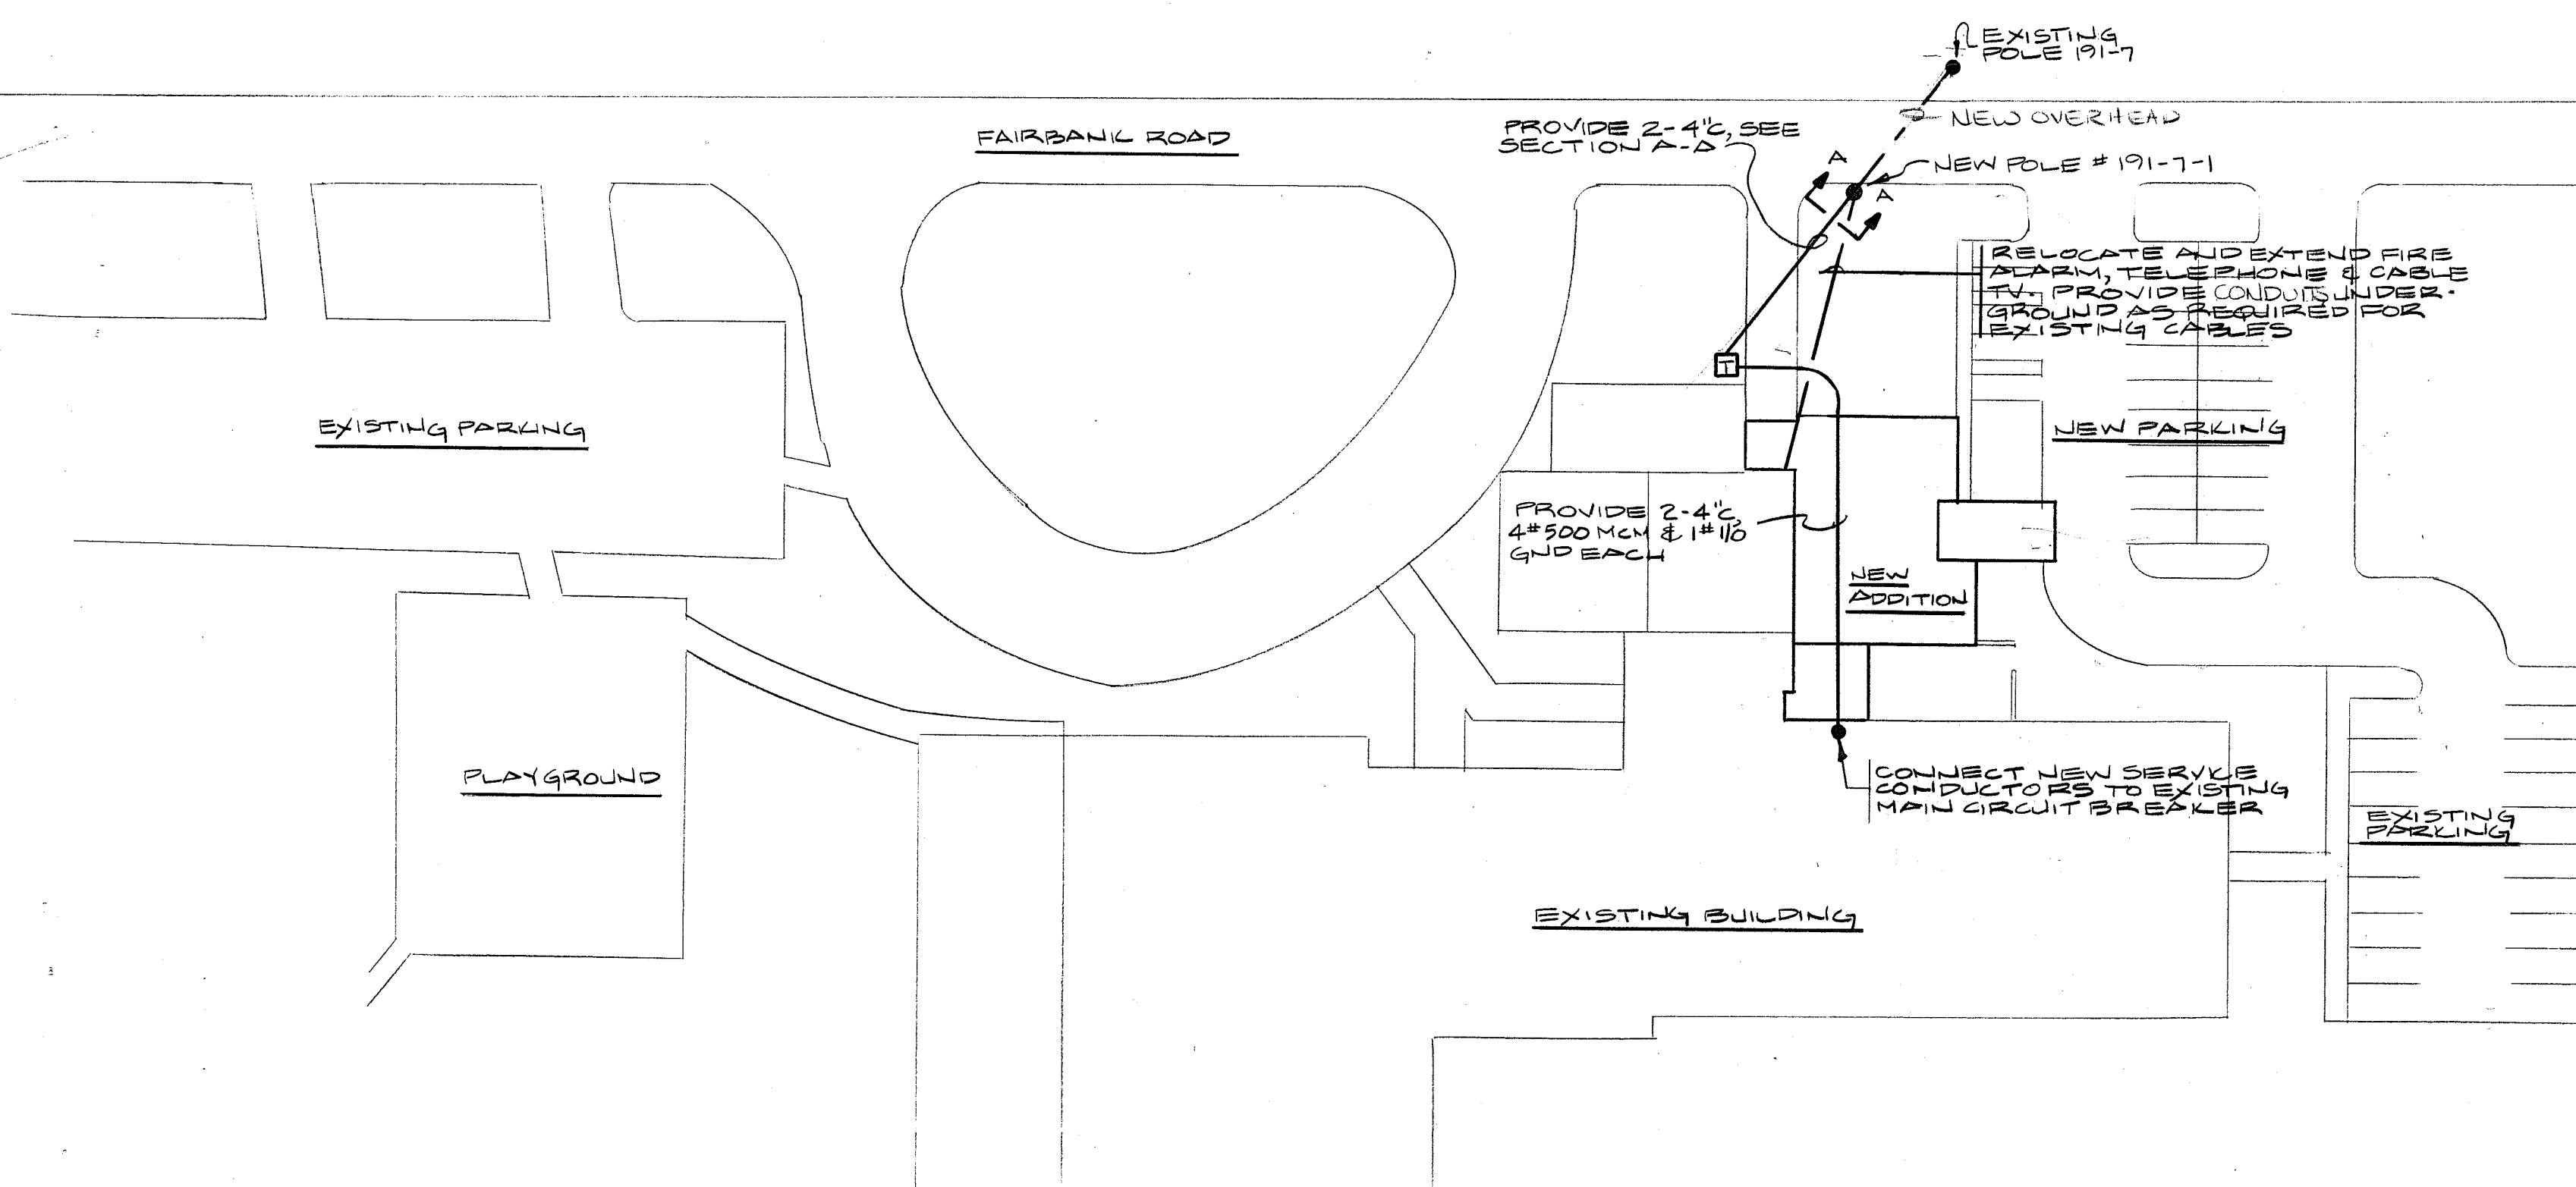 EXISTING
POLE 191-7
NEW OVERHEAD
FAIRBANK ROAD
PROVIDE 2-4"C, SEE
SECTION A-A
A
NEW POLE # 191-7-1
A
RELOCATE AND EXTEND FIRE
ALARM, TELEPHONE & CABLE
TV. PROVIDE CONDUITS UNDER-
GROUND AS REQUIRED FOR
EXISTING CABLES
T
EXISTING PARKING
NEW PARKING
PROVIDE 2-4"C,
4#500 MCM & 1#1/0
GND EACH
NEW
ADDITION
PLAYGROUND
CONNECT NEW SERVICE
CONDUCTORS TO EXISTING
MAIN CIRCUIT BREAKER
EXISTING
PARKING
EXISTING BUILDING